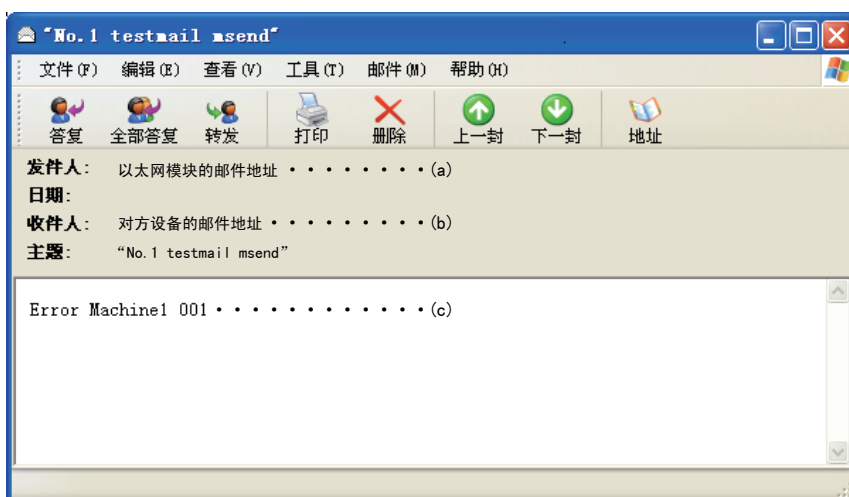 “No.1 testmail msend”
文件(F) 编辑(E) 查看(V) 工具(T) 邮件(M) 帮助(H)
答复 全部答复 转发 打印 删除 上一封 下一封 地址
发件人: 以太网模块的邮件地址 ・・・・・・・・(a)
日期:
收件人: 对方设备的邮件地址 ・・・・・・・・・(b)
主题: “No.1 testmail msend”
Error Machine1 001 ・・・・・・・・・・・・(c)